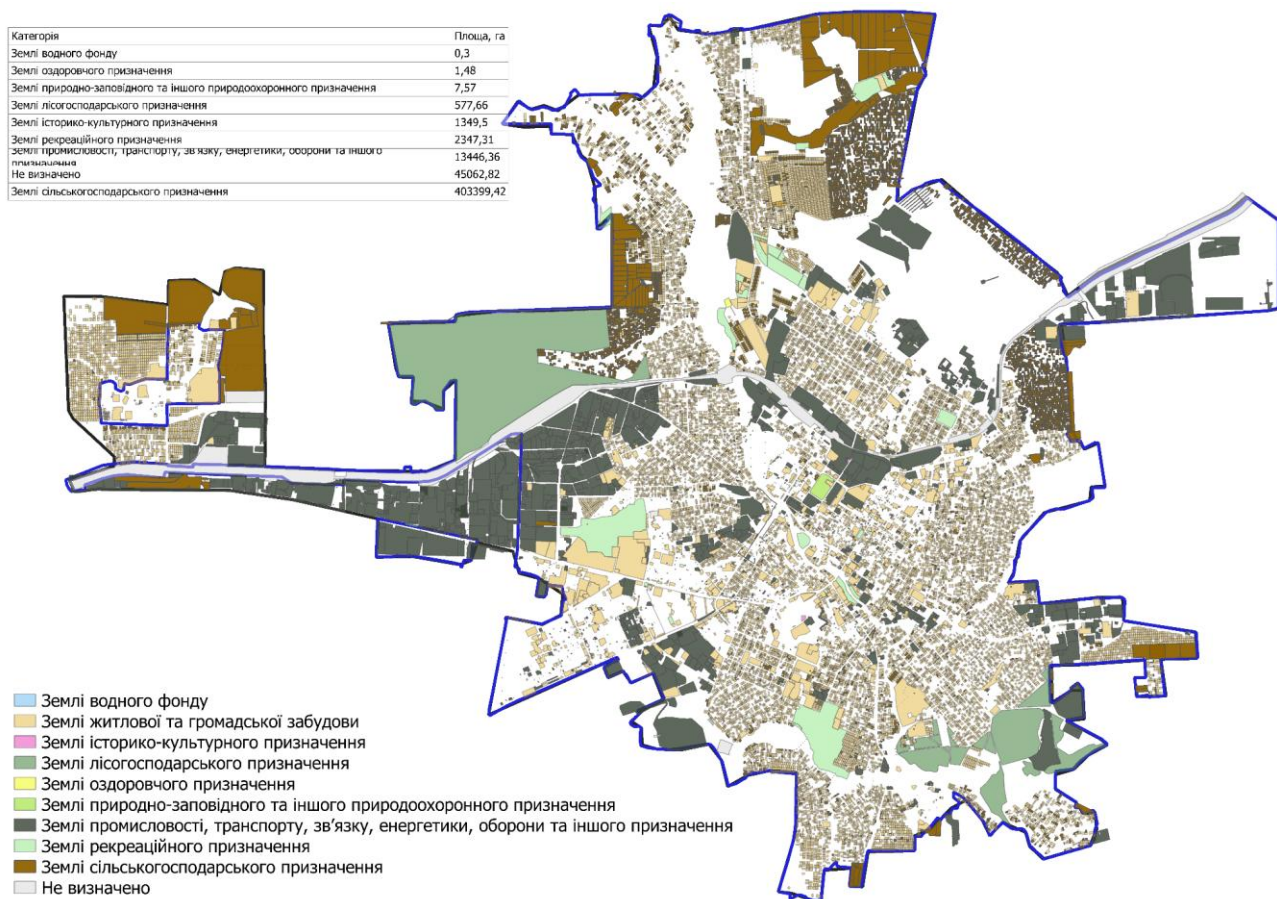 Категорія Площа, га
Землі водного фонду 0,3
Землі оздоровчого призначення 1,48
Землі природно-заповідного та іншого природоохоронного призначення 7,57
Землі лісогосподарського призначення 577,66
Землі історико-культурного призначення 1349,5
Землі рекреаційного призначення 2347,31
Землі промисловості, транспорту, зв'язку, енергетики, оборони та іншого
призначення 13446,36
Не визначено 45062,82
Землі сільськогосподарського призначення 403399,42
Землі водного фонду
Землі житлової та громадської забудови
Землі історико-культурного призначення
Землі лісогосподарського призначення
Землі оздоровчого призначення
Землі природно-заповідного та іншого природоохоронного призначення
Землі промисловості, транспорту, зв’язку, енергетики, оборони та іншого призначення
Землі рекреаційного призначення
Землі сільськогосподарського призначення
Не визначено